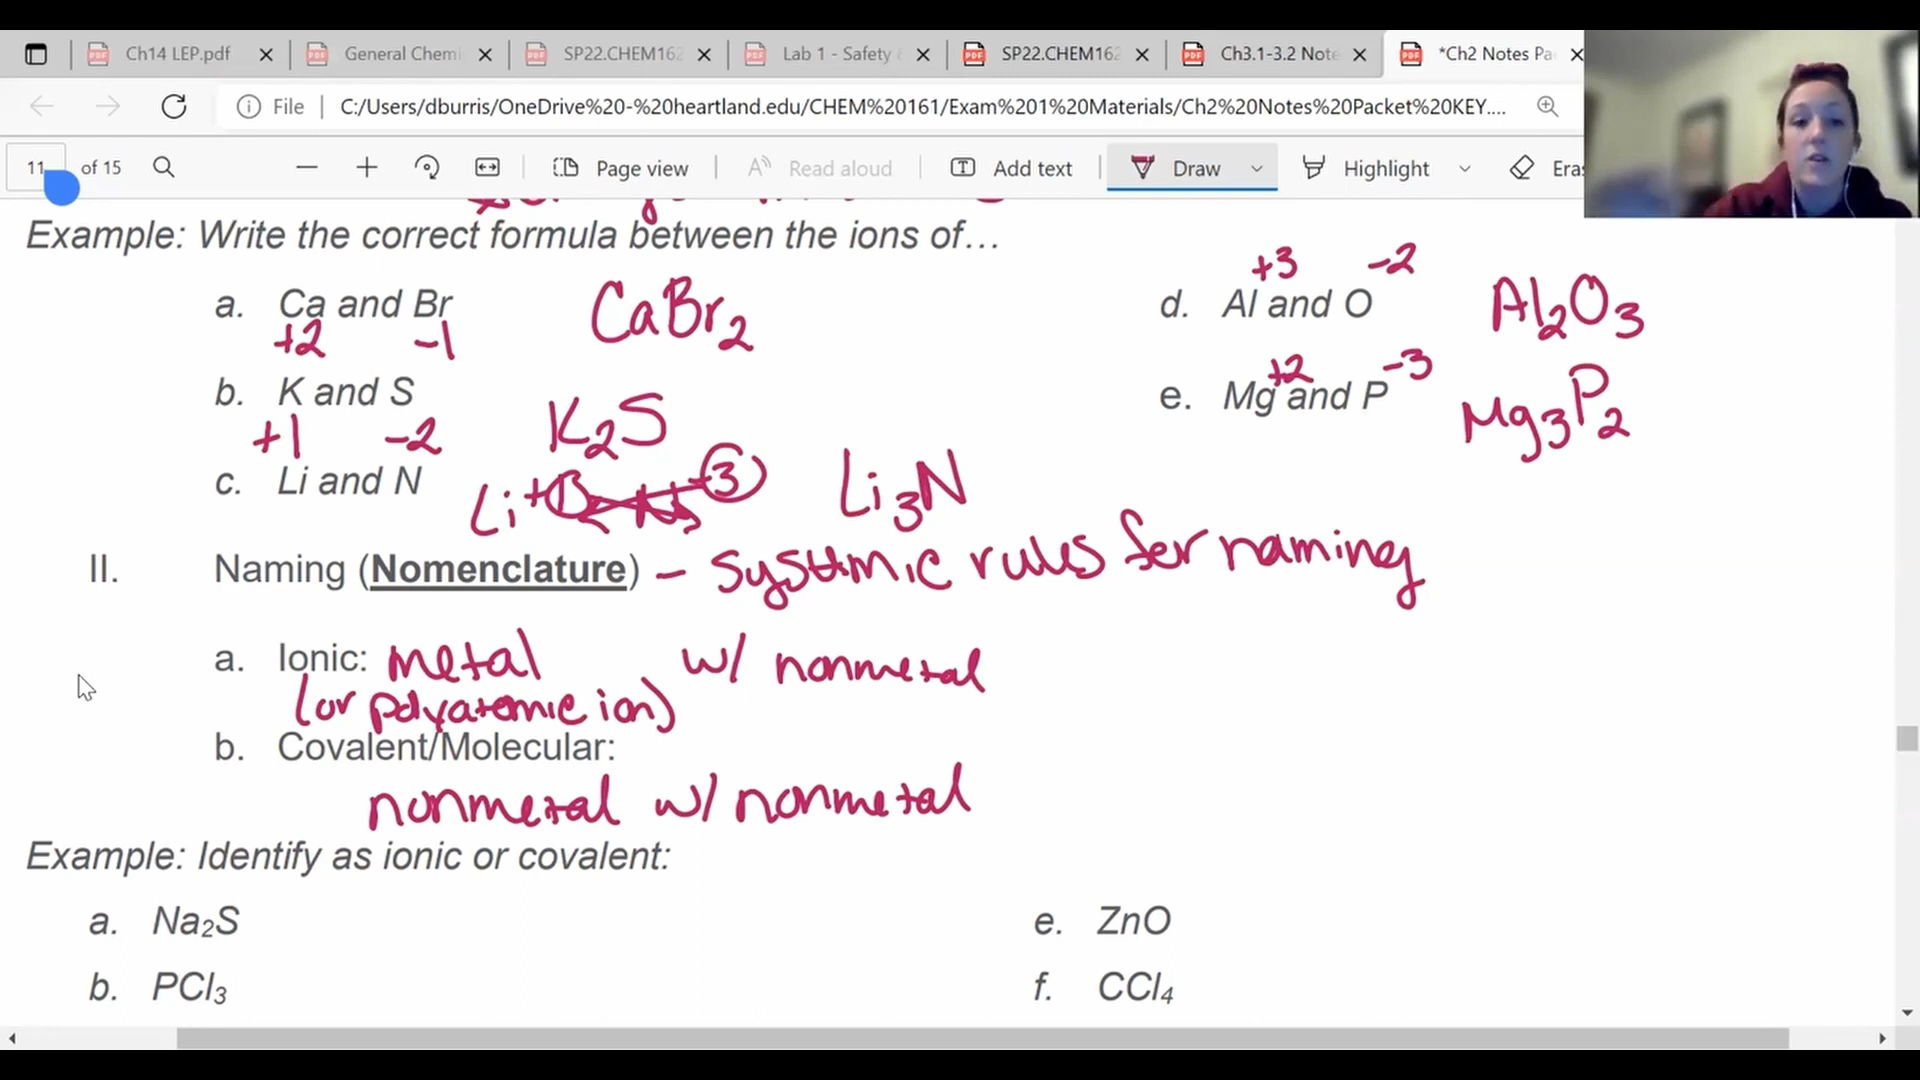 Ch14 LEP.pdf General Chemi SP22.CHEM162 Lab 1 - Safety SP22.CHEM162 Ch3.1-3.2 Note *Ch2 Notes Pa
File C:/Users/dburris/OneDrive%20-%20heartland.edu/CHEM%20161/Exam%201%20Materials/Ch2%20Notes%20Packet%20KEY....
11 of 15 Page view Read aloud Add text Draw Highlight Eras
Example: Write the correct formula between the ions of…
+3 -2
a. Ca and Br CaBr2 d. Al and O Al2O3
+2 -1
+2 -3
b. K and S K2S e. Mg and P Mg3P2
+1 -2
c. Li and N Li+1 N-3 Li3N
II. Naming (Nomenclature) - systmic rules for naming
a. Ionic: metal w/ nonmetal
(or polyatomic ion)
b. Covalent/Molecular:
nonmetal w/ nonmetal
Example: Identify as ionic or covalent:
a. Na2S e. ZnO
b. PCl3 f. CCl4